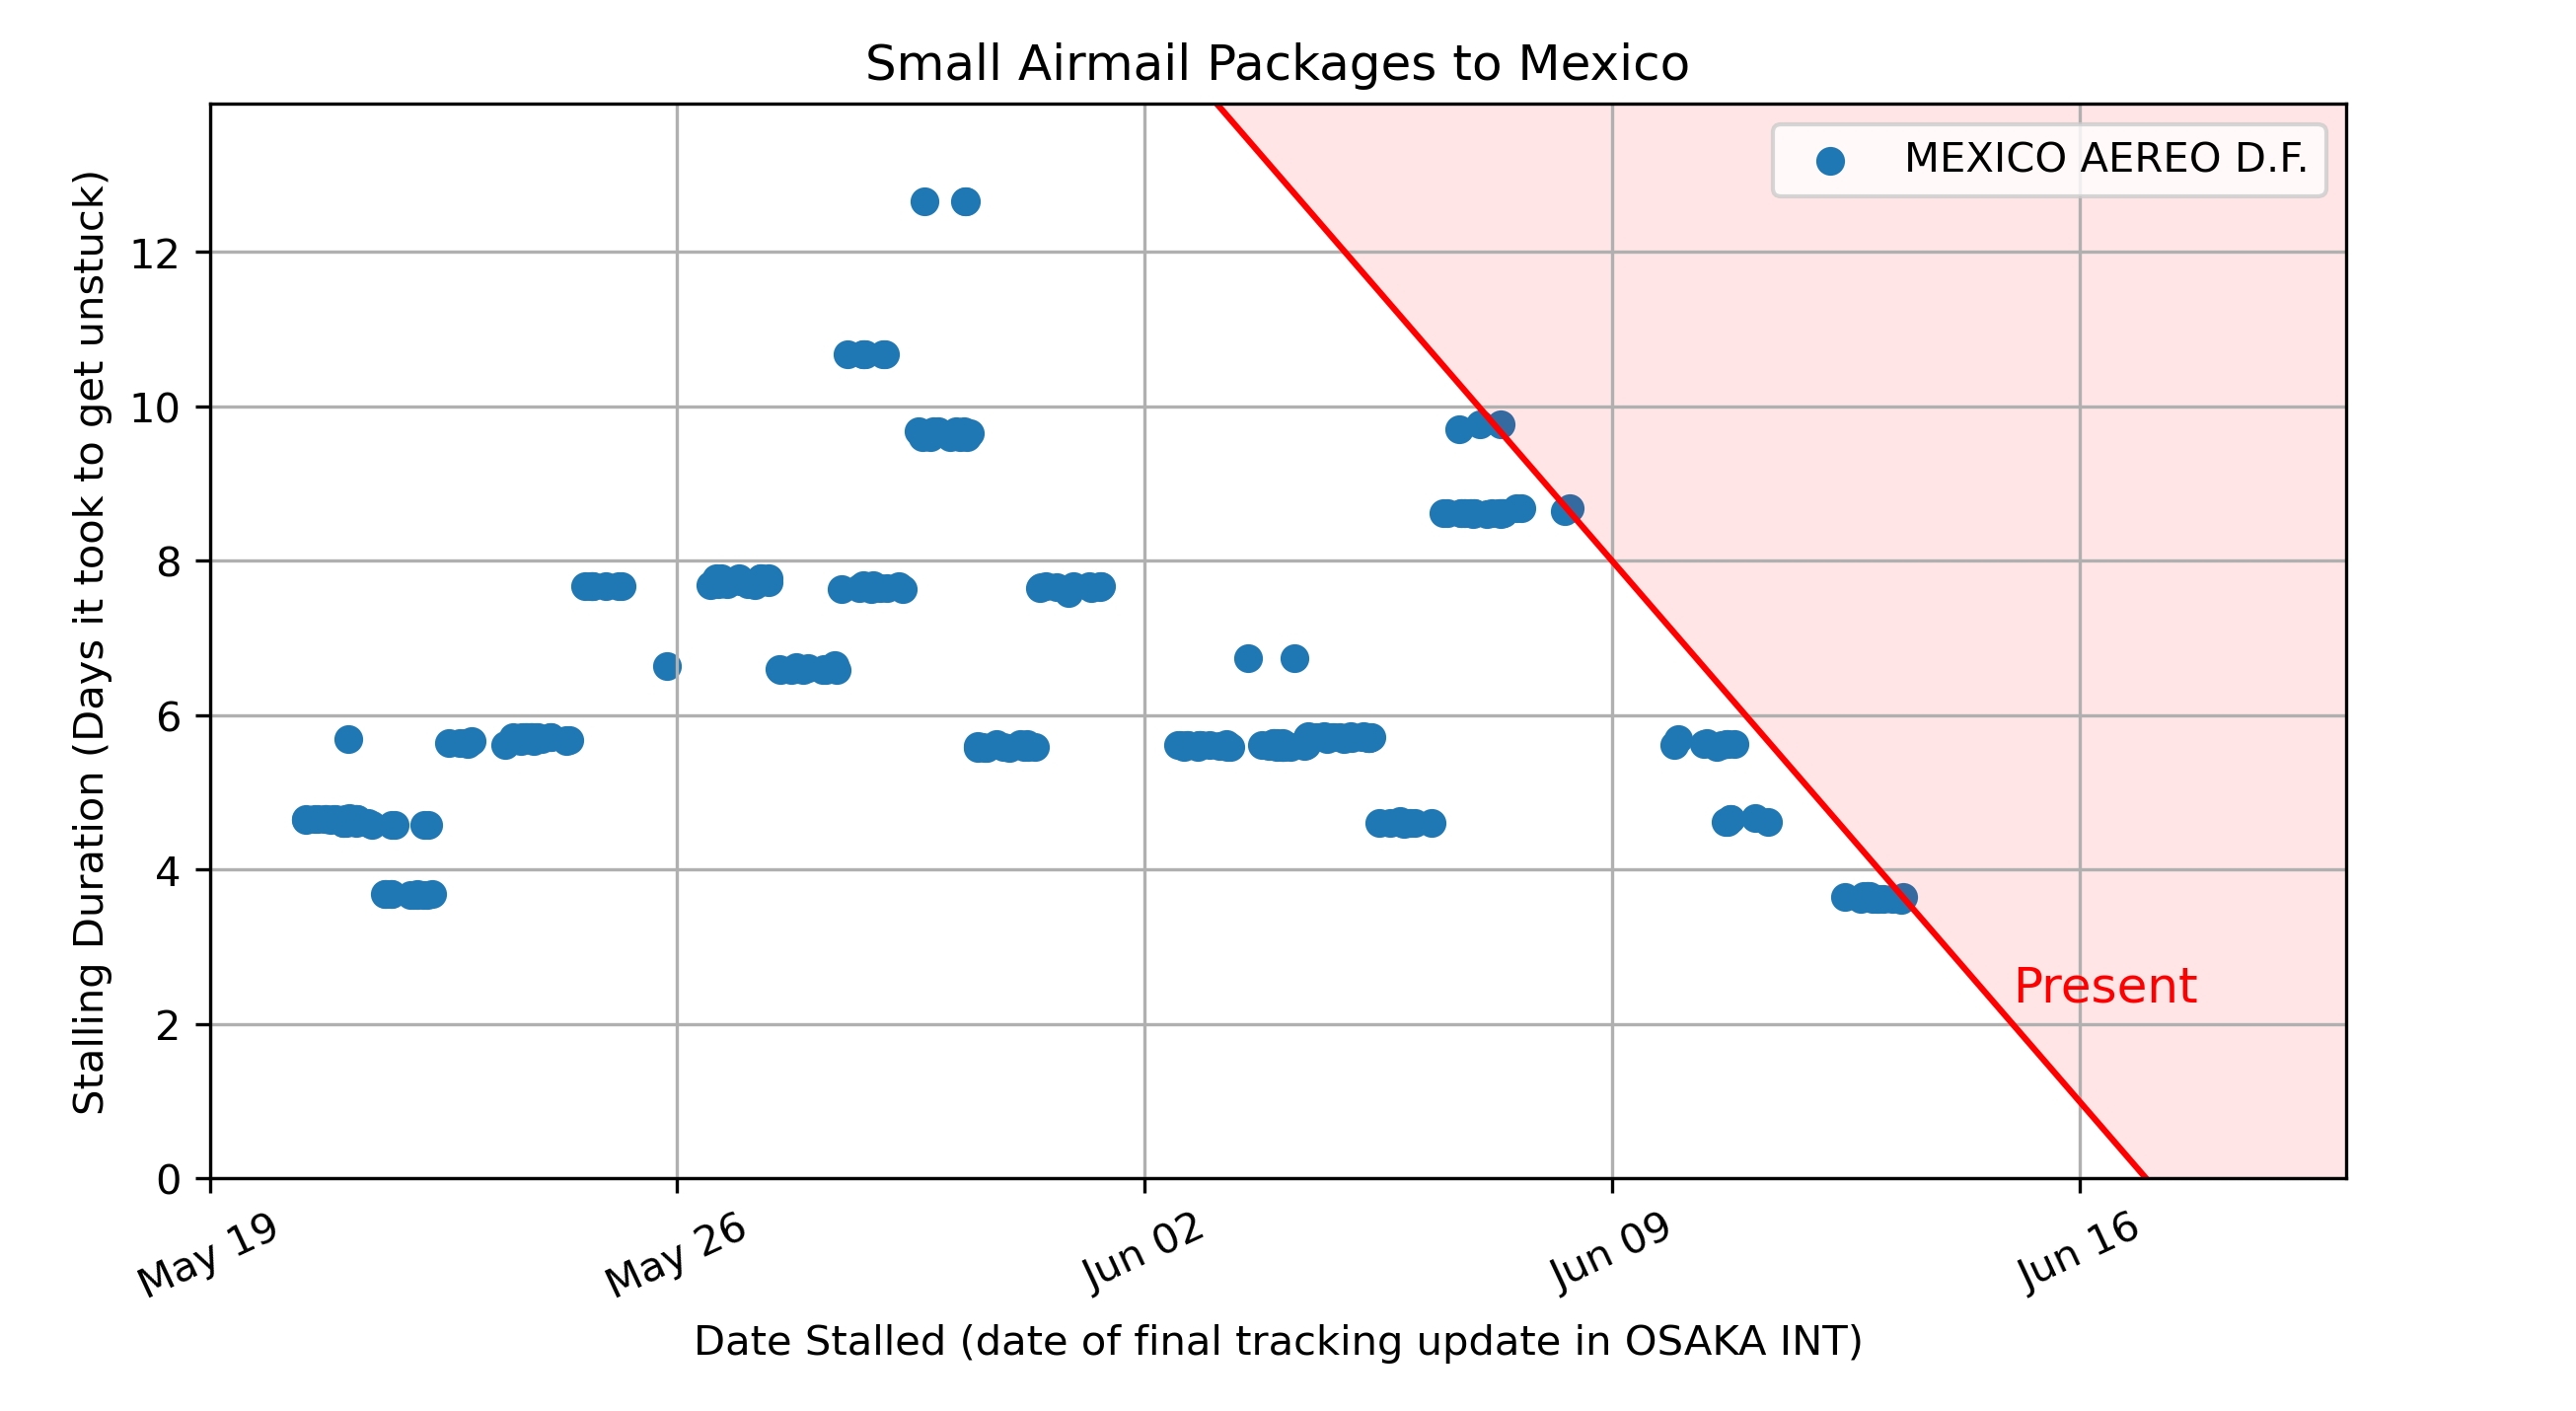 Small Airmail Packages to Mexico
MEXICO AEREO D.F.
Stalling Duration (Days it took to get unstuck)
12
10
8
6
4
2
0
Present
May 19
May 26
Jun 02
Jun 09
Jun 16
Date Stalled (date of final tracking update in OSAKA INT)